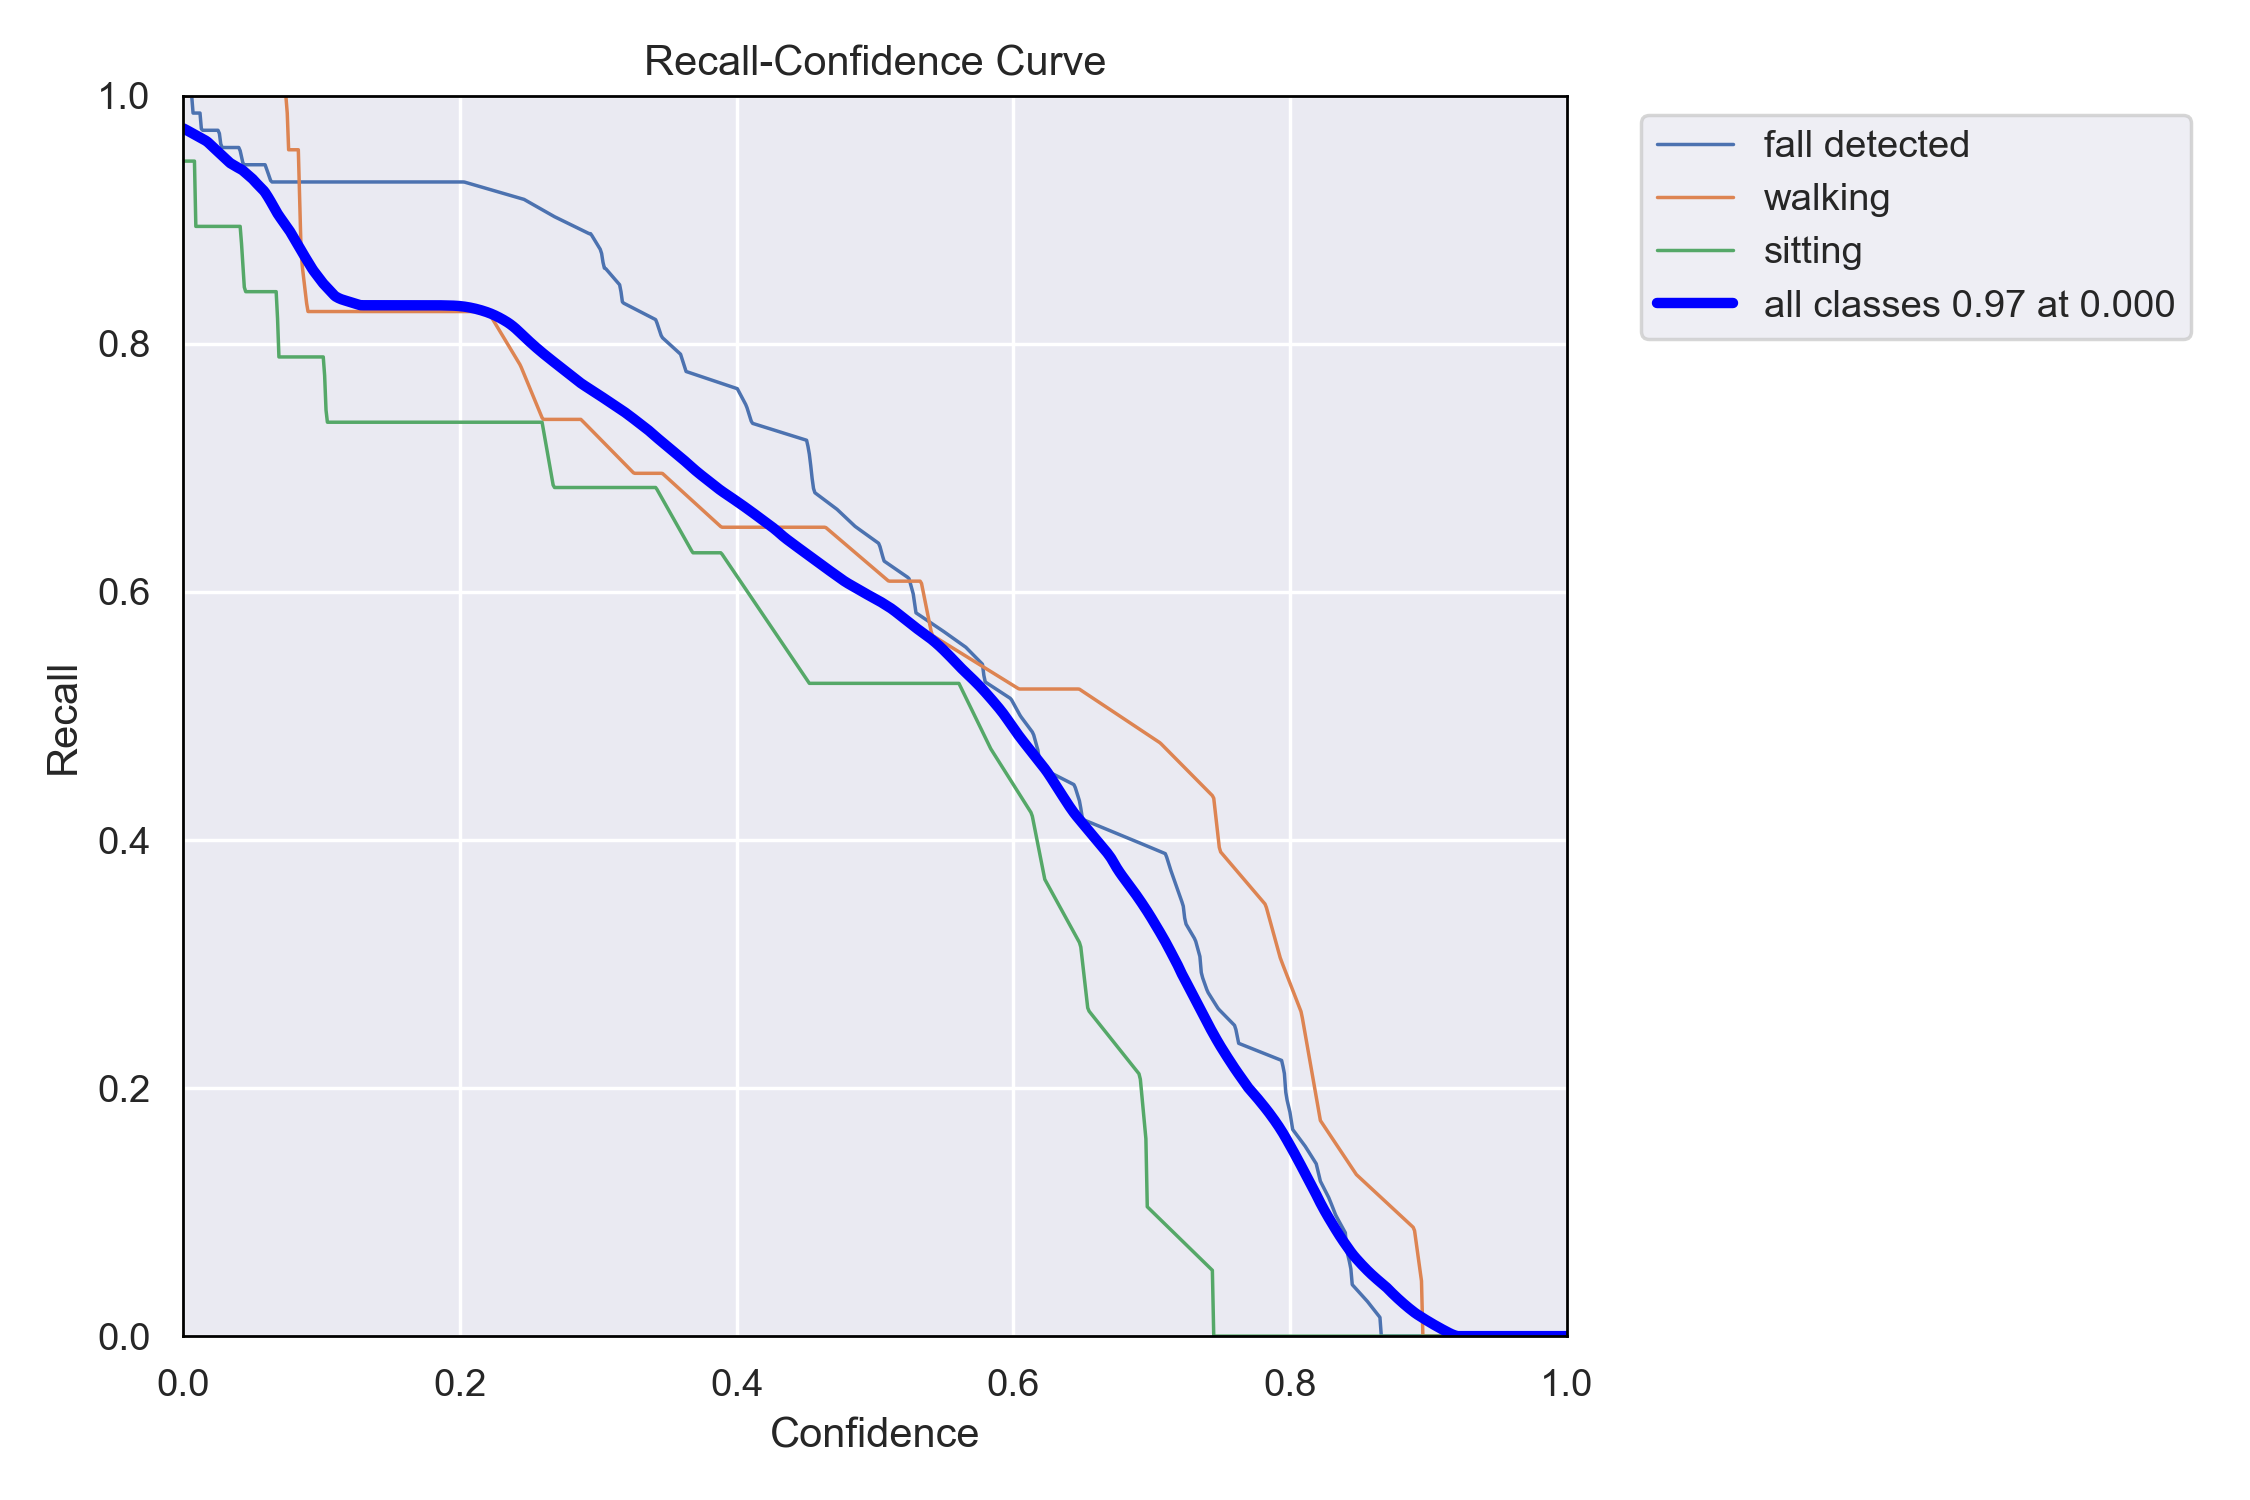 Recall-Confidence Curve
1.0
0.8
0.6
0.4
0.2
0.0
Recall
0.0 0.2 0.4 0.6 0.8 1.0
Confidence
fall detected
walking
sitting
all classes 0.97 at 0.000